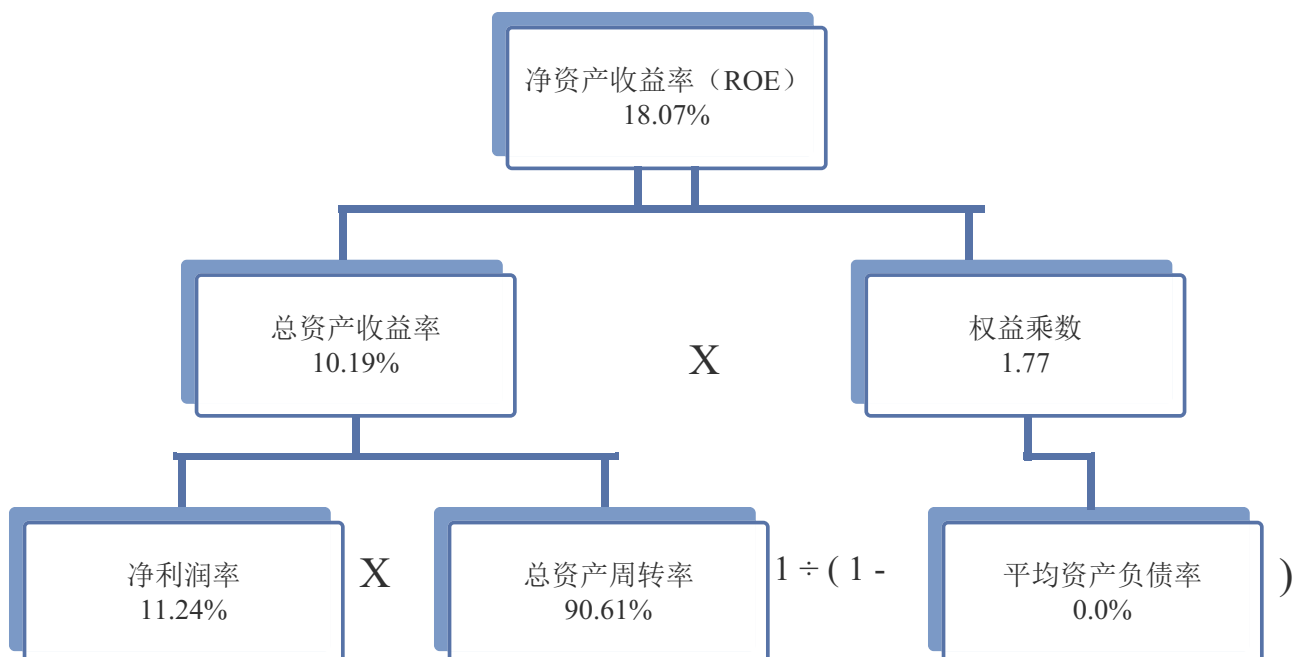 净资产收益率（ROE）
18.07%
总资产收益率
10.19%
X
权益乘数
1.77
净利润率
11.24%
X
总资产周转率
90.61%
1 ÷ ( 1 -
平均资产负债率
0.0%
)